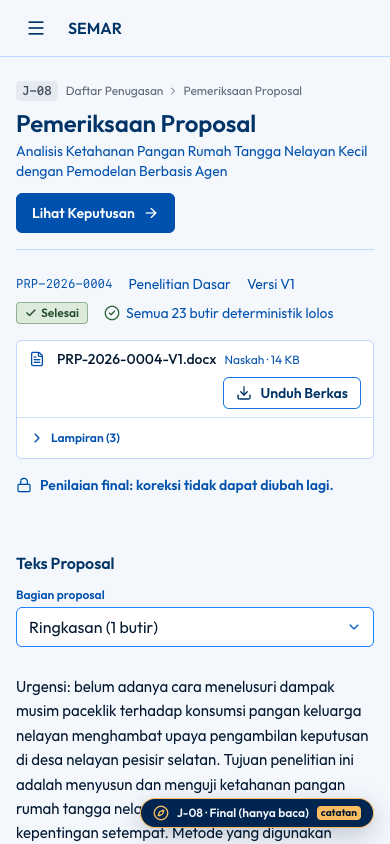 SEMAR
J-08 Daftar Penugasan > Pemeriksaan Proposal
Pemeriksaan Proposal
Analisis Ketahanan Pangan Rumah Tangga Nelayan Kecil
dengan Pemodelan Berbasis Agen
Lihat Keputusan →
PRP-2026-0004 Penelitian Dasar Versi V1
Selesai Semua 23 butir deterministik lolos
PRP-2026-0004-V1.docx Naskah · 14 KB
Unduh Berkas
Lampiran (3)
Penilaian final: koreksi tidak dapat diubah lagi.
Teks Proposal
Bagian proposal
Ringkasan (1 butir)
Urgensi: belum adanya cara menelusuri dampak
musim paceklik terhadap konsumsi pangan keluarga
nelayan menghambat upaya pengambilan keputusan
di desa nelayan pesisir selatan. Tujuan penelitian ini
adalah menyusun dan menguji ketahanan pangan
rumah tangga
J-08 · Final (hanya baca) catatan
kepentingan setempat. Metode yang digunakan